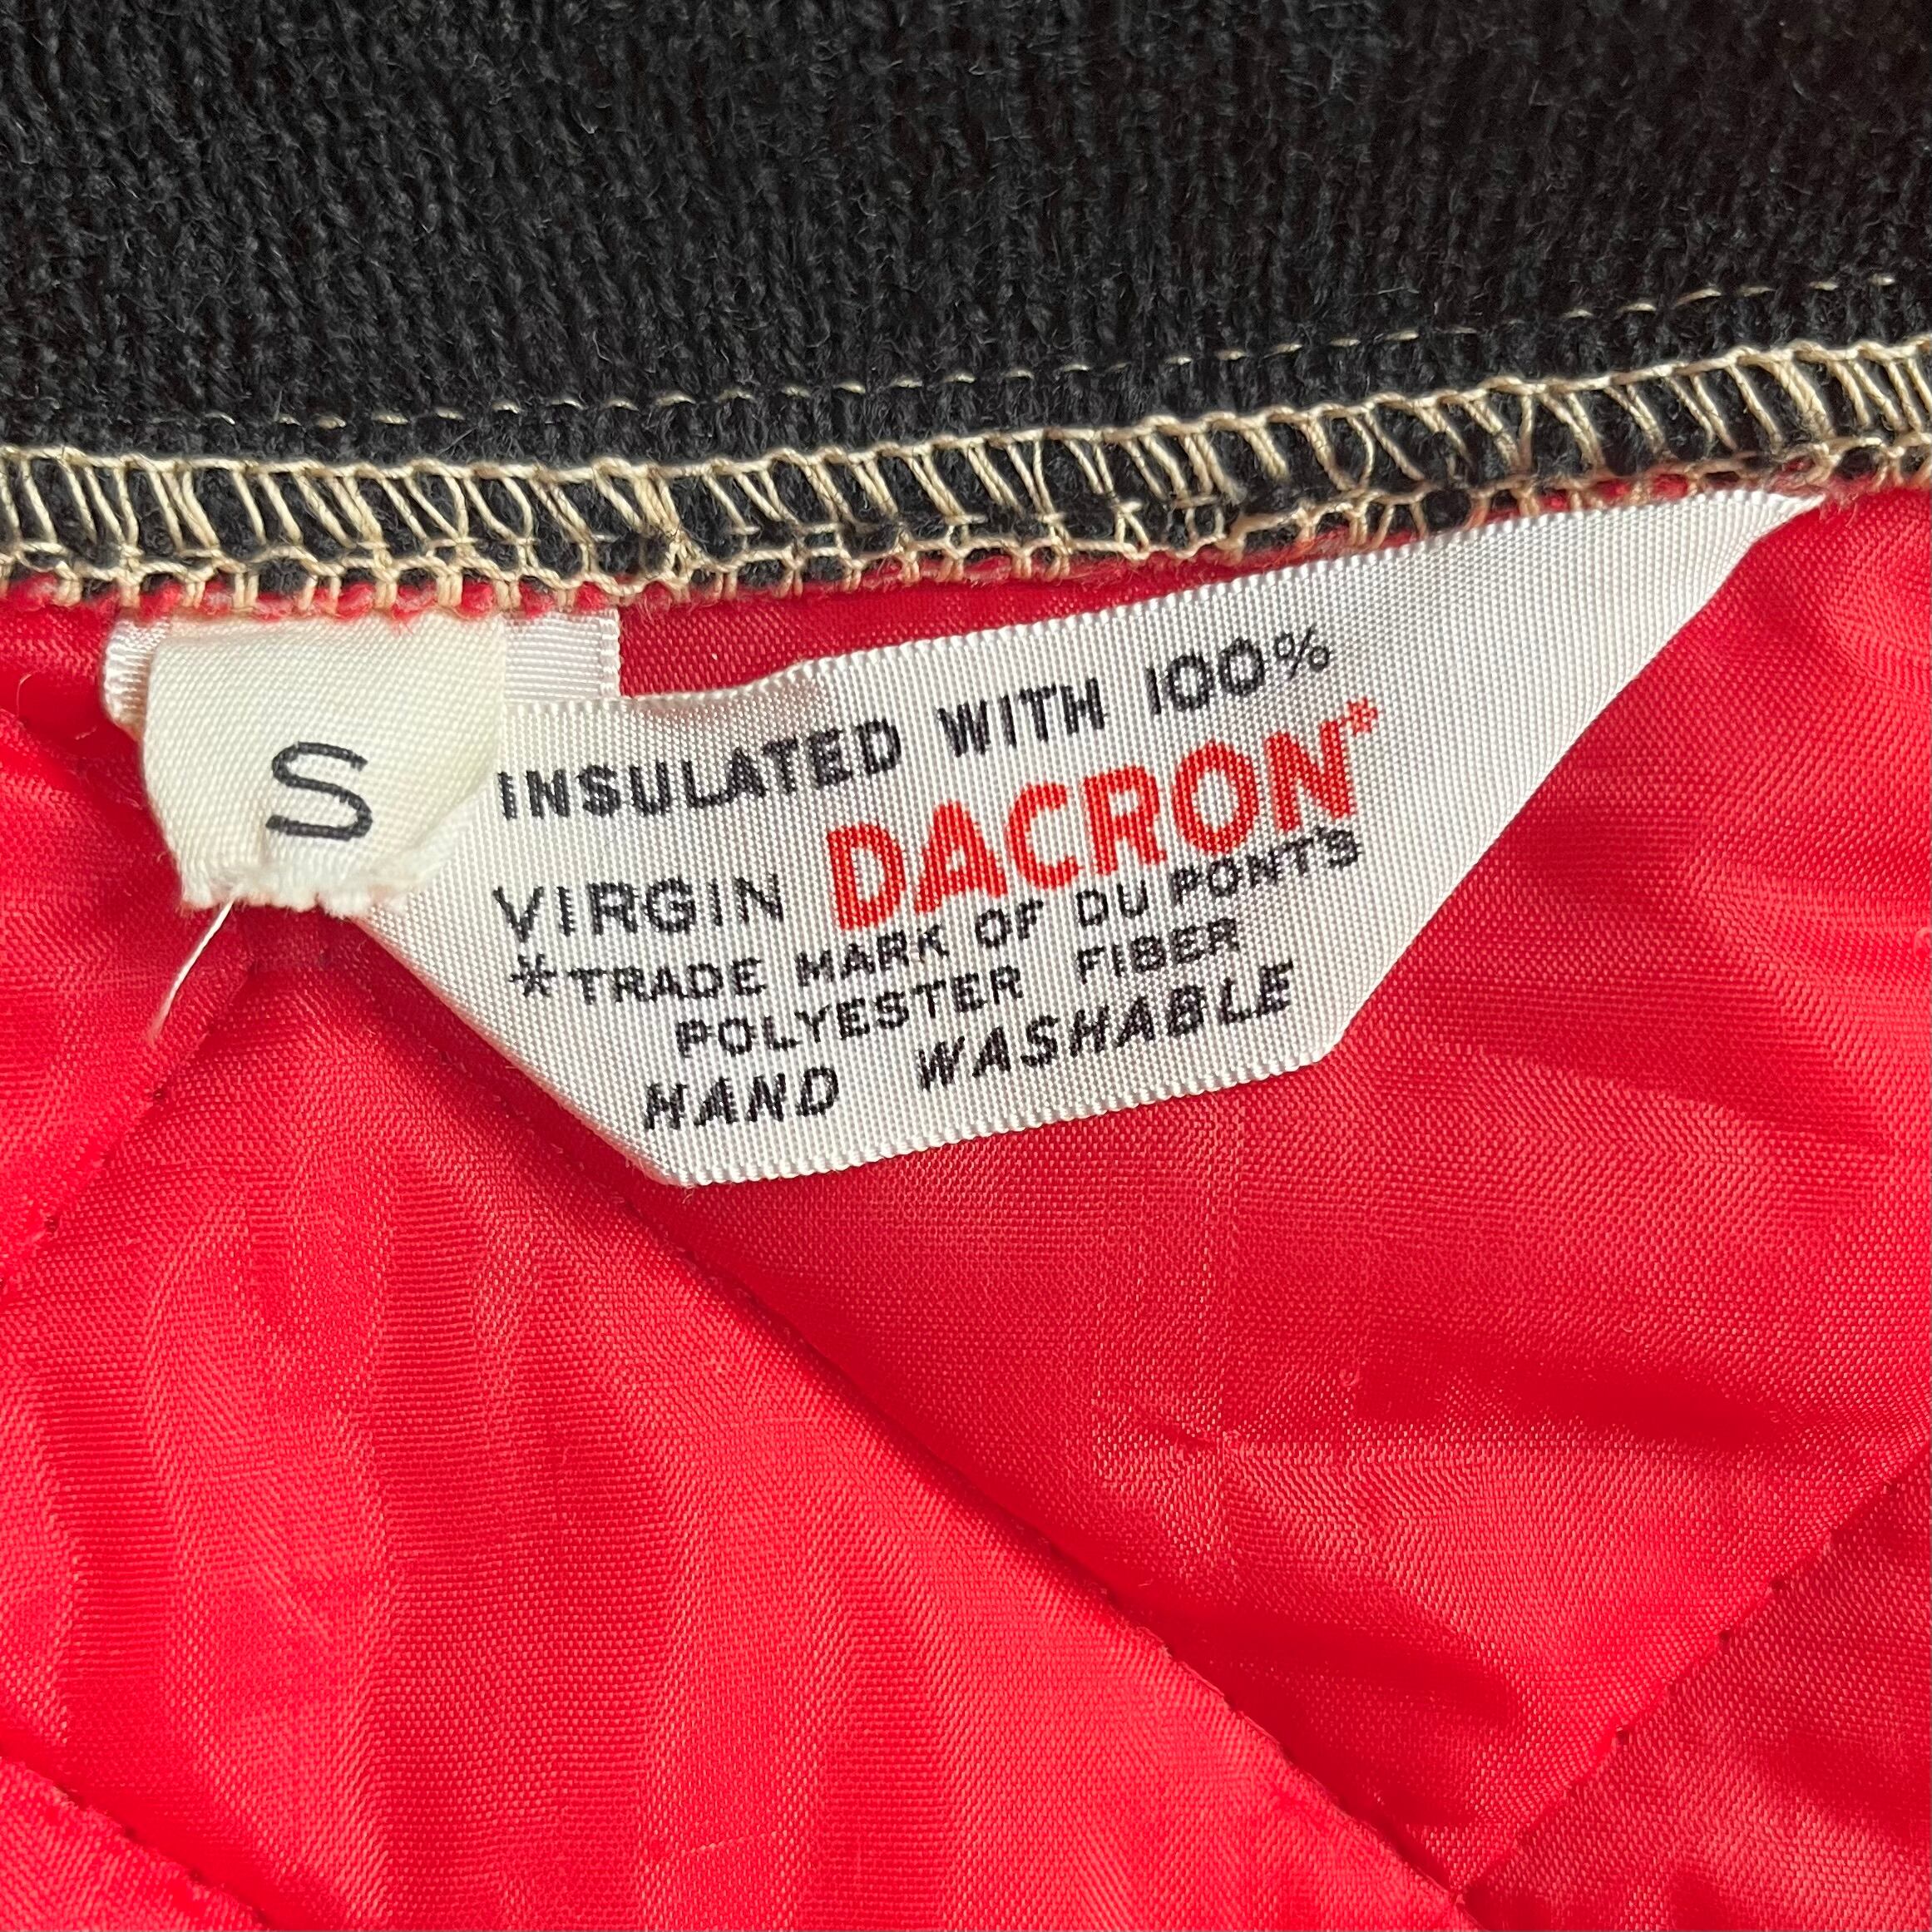 S
INSULATED WITH 100%
VIRGIN DACRON*
*TRADE MARK OF DU PONT'S
POLYESTER FIBER
HAND WASHABLE